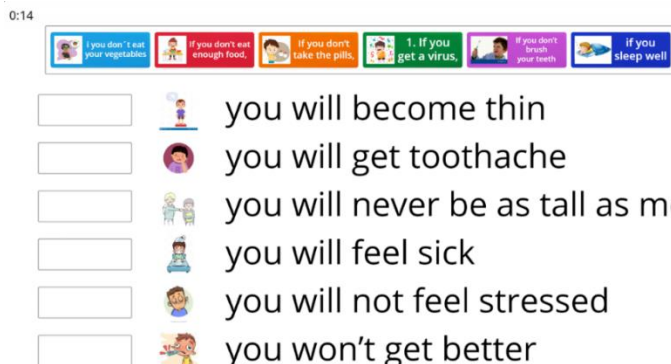 0:14
i you don´t eat
your vegetables
If you don't eat
enough food,
if you don't
take the pills,
1. If you
get a virus,
If you don't
brush
your teeth
if you
sleep well
you will become thin
you will get toothache
you will never be as tall as m
you will feel sick
you will not feel stressed
you won't get better